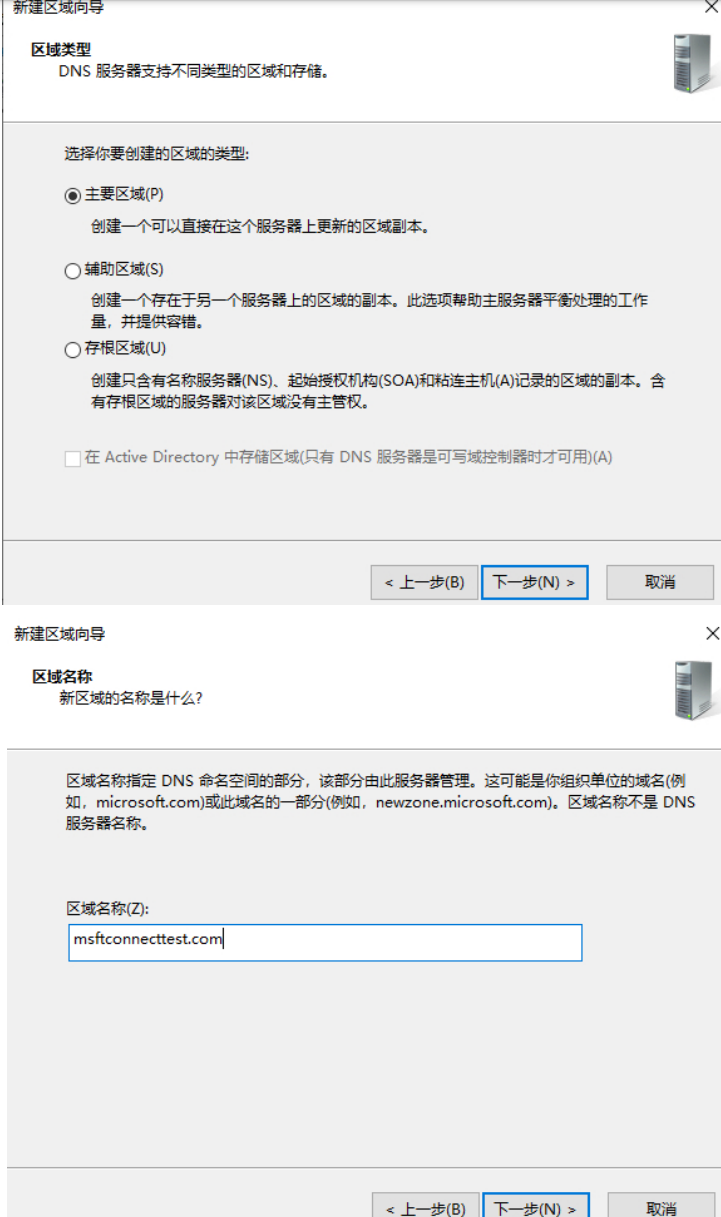 新建区域向导
区域类型
DNS 服务器支持不同类型的区域和存储。
选择你要创建的区域的类型:
主要区域(P)
创建一个可以直接在这个服务器上更新的区域副本。
辅助区域(S)
创建一个存在于另一个服务器上的区域的副本。此选项帮助主服务器平衡处理的工作
量，并提供容错。
存根区域(U)
创建只含有名称服务器(NS)、起始授权机构(SOA)和粘连主机(A)记录的区域的副本。含
有存根区域的服务器对该区域没有主管权。
在 Active Directory 中存储区域(只有 DNS 服务器是可写域控制器时才可用)(A)
< 上一步(B) 下一步(N) > 取消
新建区域向导
区域名称
新区域的名称是什么?
区域名称指定 DNS 命名空间的部分，该部分由此服务器管理。这可能是你组织单位的域名(例
如，microsoft.com)或此域名的一部分(例如，newzone.microsoft.com)。区域名称不是 DNS
服务器名称。
区域名称(Z):
msftconnecttest.com
< 上一步(B) 下一步(N) > 取消